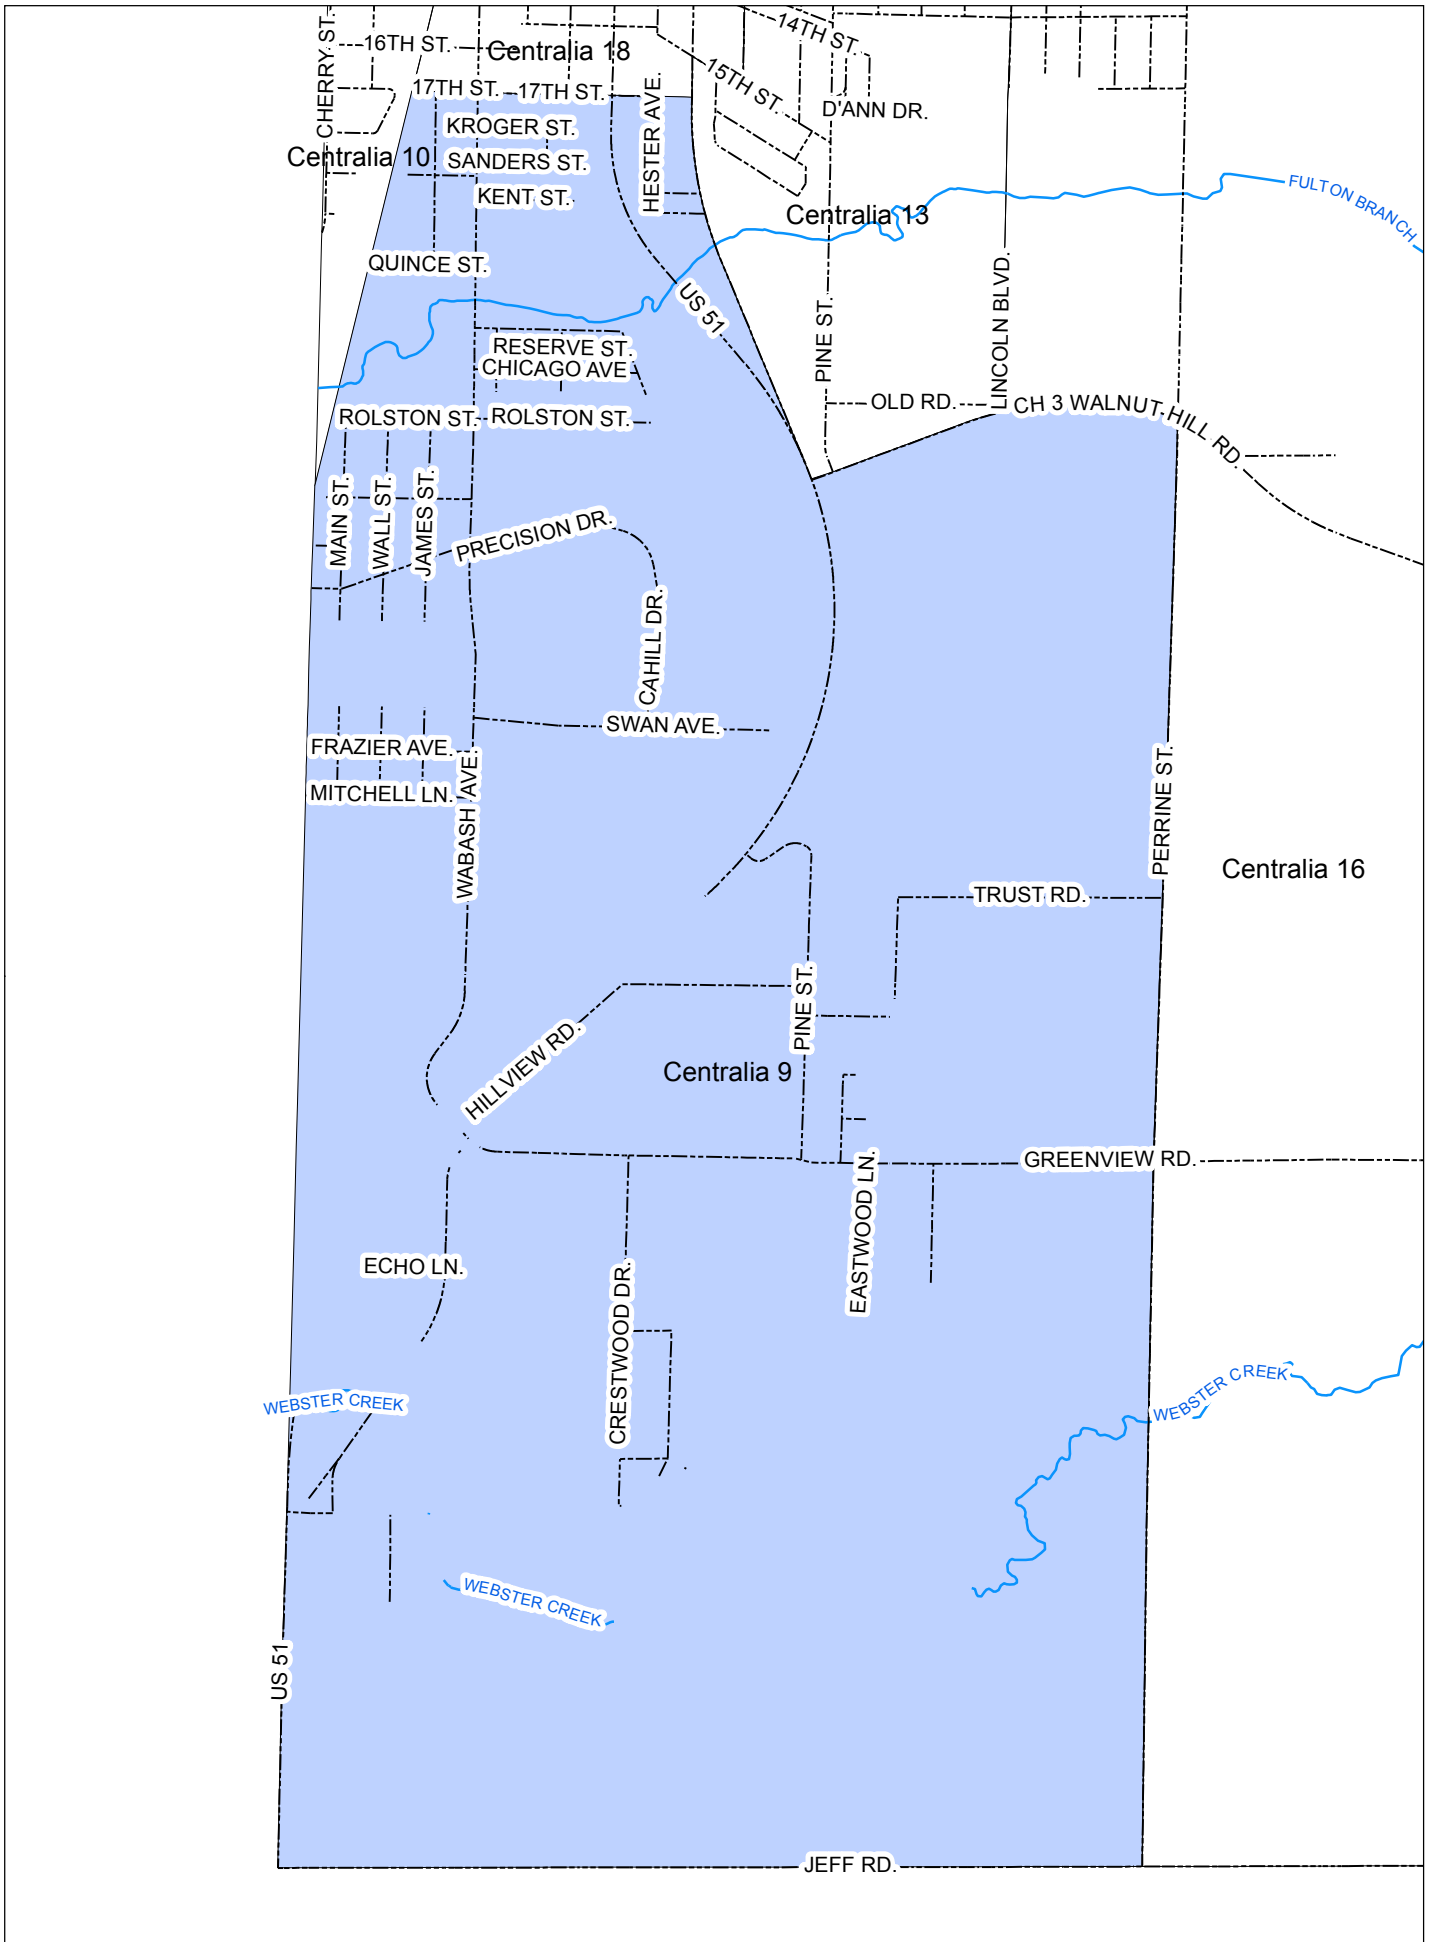 CHERRY ST.
16TH ST.
Centralia 18
14TH ST.
15TH ST.
17TH ST.
17TH ST.
HESTER AVE.
D'ANN DR.
KROGER ST.
Centralia 10
SANDERS ST.
KENT ST.
Centralia 13
FULTON BRANCH
QUINCE ST.
US 51
PINE ST.
LINCOLN BLVD.
RESERVE ST.
CHICAGO AVE
OLD RD.
CH 3 WALNUT HILL RD.
ROLSTON ST.
ROLSTON ST.
MAIN ST.
WALL ST.
JAMES ST.
PRECISION DR.
CAHILL DR.
SWAN AVE.
FRAZIER AVE.
MITCHELL LN.
WABASH AVE.
PERRINE ST.
Centralia 16
TRUST RD.
PINE ST.
HILLVIEW RD.
Centralia 9
GREENVIEW RD.
EASTWOOD LN.
ECHO LN.
CRESTWOOD DR.
WEBSTER CREEK
WEBSTER CREEK
WEBSTER CREEK
US 51
JEFF RD.